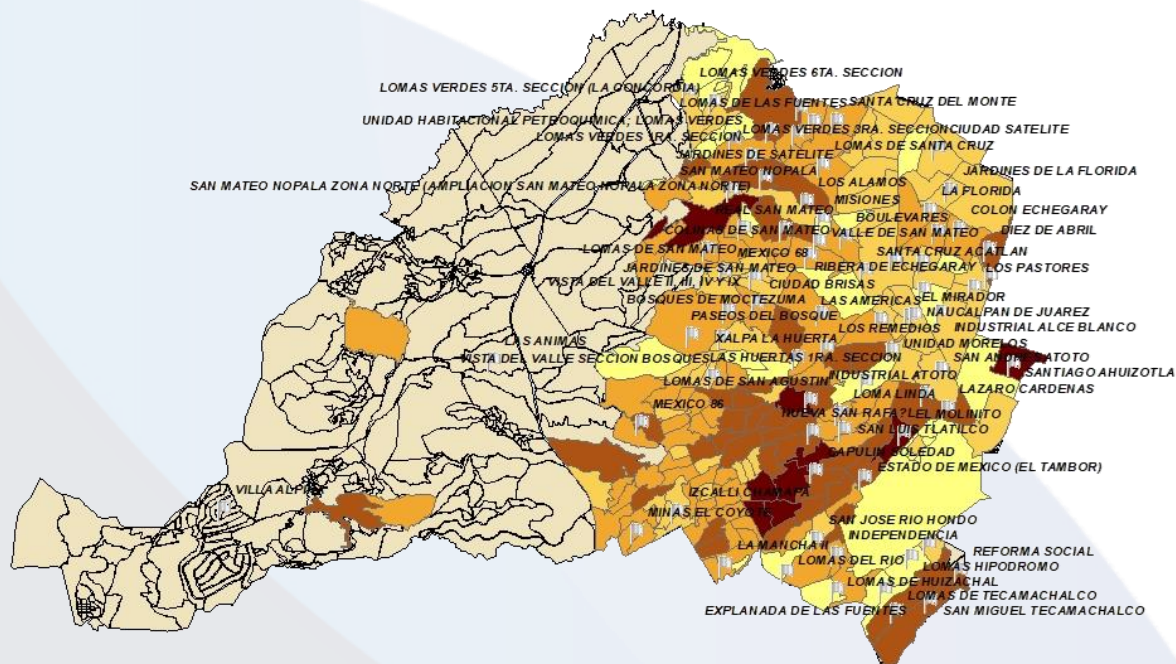 LOMAS VERDES 6TA. SECCION
LOMAS VERDES 5TA. SECCION (LA CONCORDIA)
LOMAS DE LAS FUENTES
SANTA CRUZ DEL MONTE
UNIDAD HABITACIONAL PETROQUIMICA; LOMAS VERDES
LOMAS VERDES 1RA. SECCION
LOMAS VERDES 3RA. SECCION
CIUDAD SATELITE
LOMAS DE SANTA CRUZ
JARDINES DE SATELITE
SAN MATEO NOPALA
JARDINES DE LA FLORIDA
SAN MATEO NOPALA ZONA NORTE (AMPLIACION SAN MATEO NOPALA ZONA NORTE)
LOS ALAMOS
LA FLORIDA
MISIONES
REAL SAN MATEO
BOULEVARES
COLON ECHEGARAY
COLINAS DE SAN MATEO
VALLE DE SAN MATEO
DIEZ DE ABRIL
LOMAS DE SAN MATEO
MEXICO 68
SANTA CRUZ ACATLAN
JARDINES DE SAN MATEO
RIBERA DE ECHEGARAY
LOS PASTORES
VISTA DEL VALLE II, III, IV Y IX
CIUDAD BRISAS
BOSQUES DE MOCTEZUMA
LAS AMERICAS
EL MIRADOR
PASEOS DEL BOSQUE
NAUCALPAN DE JUAREZ
LOS REMEDIOS
INDUSTRIAL ALCE BLANCO
LAS ANIMAS
XALPA LA HUERTA
UNIDAD MORELOS
VISTA DEL VALLE SECCION BOSQUES
LAS HUERTAS 1RA. SECCION
SAN ANDRES ATOTO
SANTIAGO AHUIZOTLA
LOMAS DE SAN AGUSTIN
INDUSTRIAL ATOTO
LOMA LINDA
LAZARO CARDENAS
MEXICO 86
NUEVA SAN RAFA?L
EL MOLINITO
SAN LUIS TLATILCO
CAPULIN SOLEDAD
ESTADO DE MEXICO (EL TAMBOR)
VILLA ALPINA
IZCALLI CHAMAPA
MINAS EL COYOTE
SAN JOSE RIO HONDO
INDEPENDENCIA
LA MANCHA II
REFORMA SOCIAL
LOMAS DEL RIO
LOMAS HIPODROMO
LOMAS DE HUIZACHAL
LOMAS DE TECAMACHALCO
EXPLANADA DE LAS FUENTES
SAN MIGUEL TECAMACHALCO